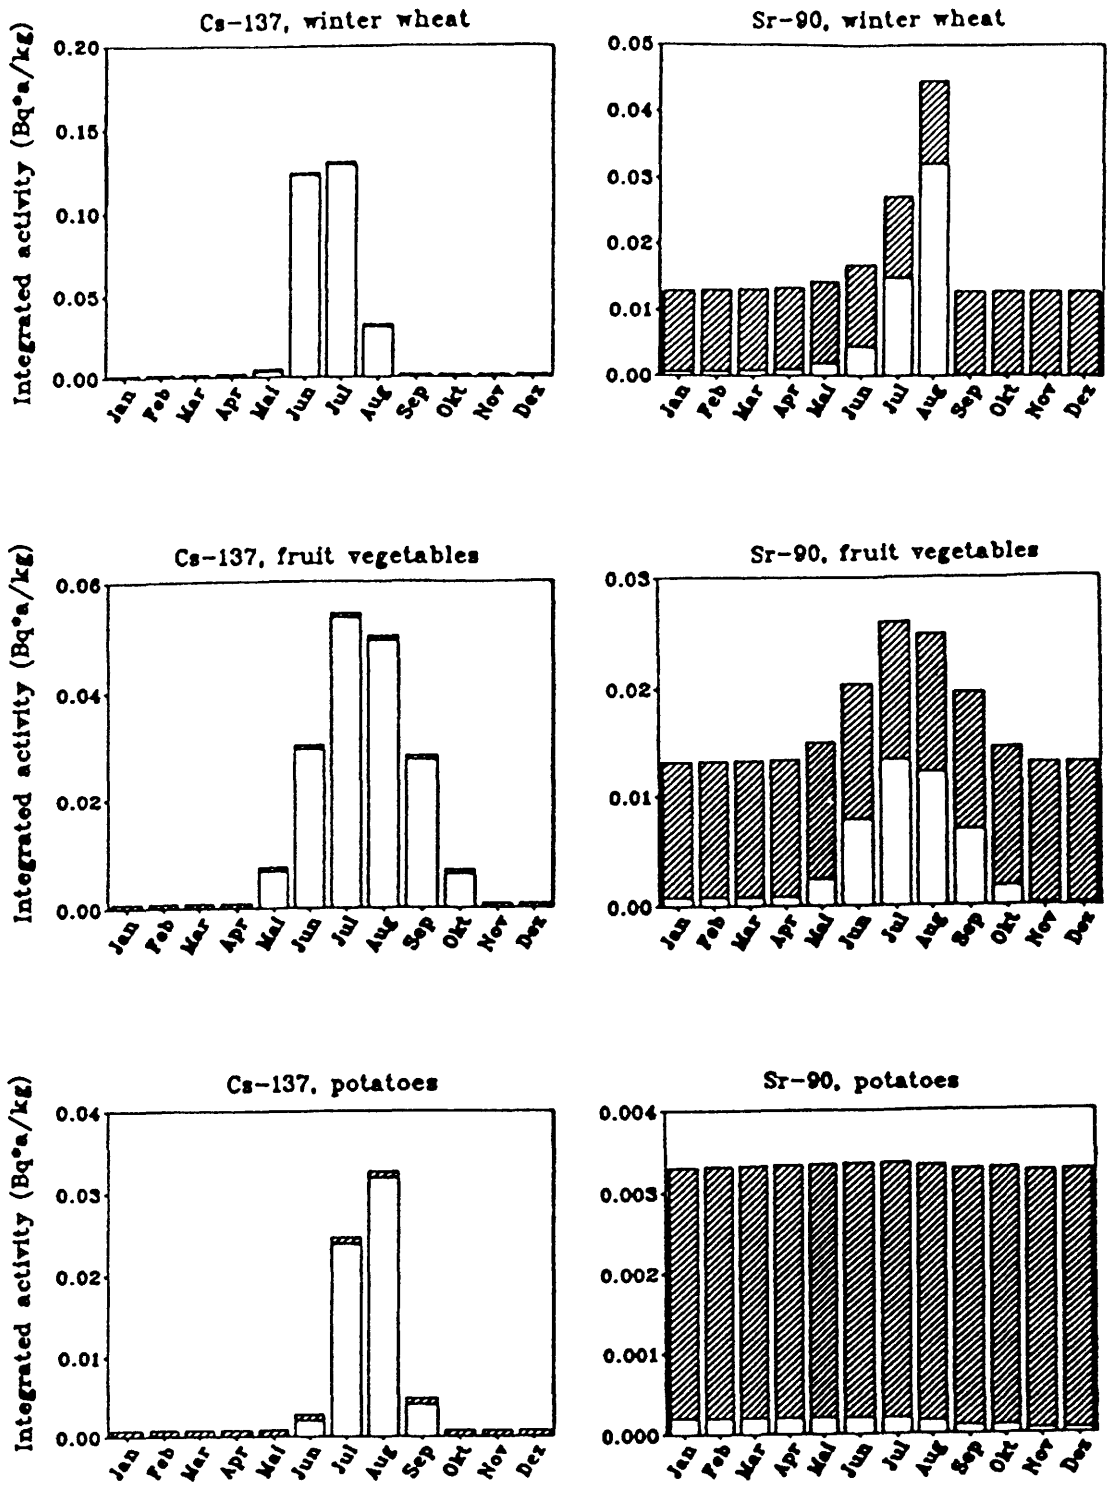 Cs-137, winter wheat
Integrated activity (Bq*a/kg)
0.20
0.15
0.10
0.05
0.00
Jan Feb Mar Apr Mai Jun Jul Aug Sep Okt Nov Dez
Sr-90, winter wheat
0.05
0.04
0.03
0.02
0.01
0.00
Jan Feb Mar Apr Mai Jun Jul Aug Sep Okt Nov Dez
Cs-137, fruit vegetables
Integrated activity (Bq*a/kg)
0.06
0.04
0.02
0.00
Jan Feb Mar Apr Mai Jun Jul Aug Sep Okt Nov Dez
Sr-90, fruit vegetables
0.03
0.02
0.01
0.00
Jan Feb Mar Apr Mai Jun Jul Aug Sep Okt Nov Dez
Cs-137, potatoes
Integrated activity (Bq*a/kg)
0.04
0.03
0.02
0.01
0.00
Jan Feb Mar Apr Mai Jun Jul Aug Sep Okt Nov Dez
Sr-90, potatoes
0.004
0.003
0.002
0.001
0.000
Jan Feb Mar Apr Mai Jun Jul Aug Sep Okt Nov Dez